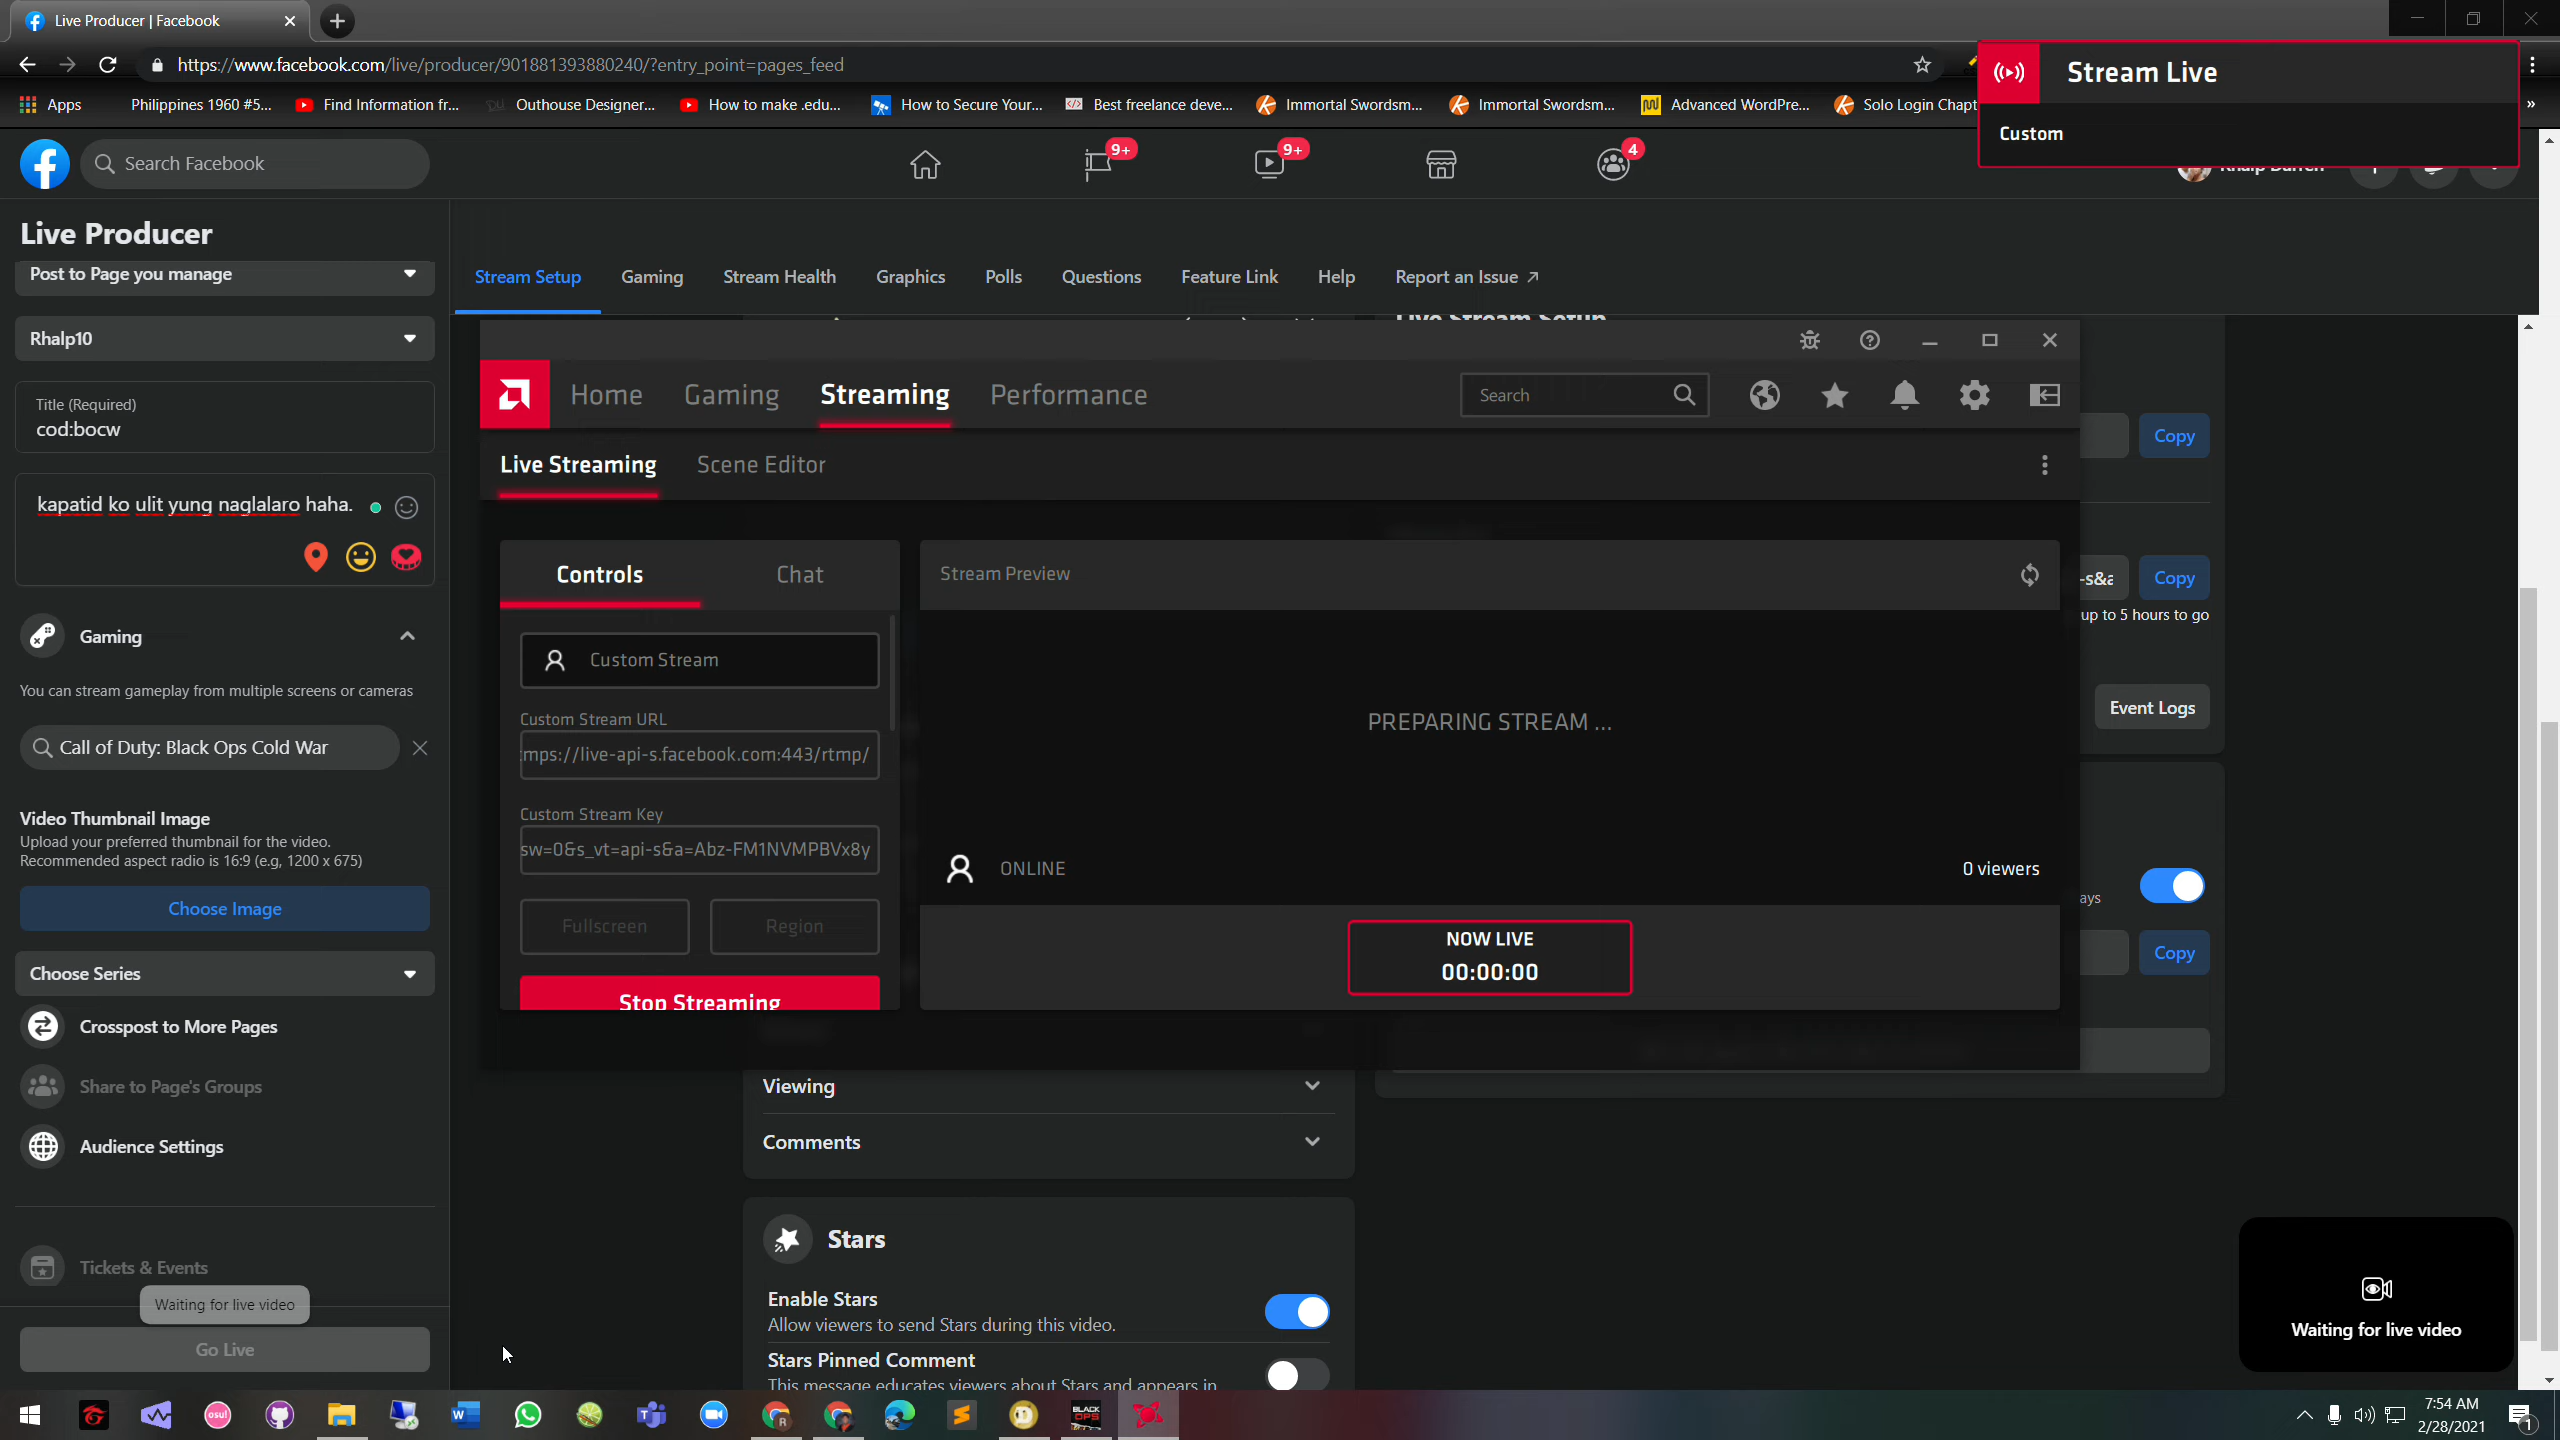 Live Producer | Facebook
https://www.facebook.com/live/producer/901881393880240/?entry_point=pages_feed
Apps
Philippines 1960 #5...
Find Information fr...
Outhouse Designer...
How to make .edu...
How to Secure Your...
Best freelance deve...
Immortal Swordsm...
Immortal Swordsm...
Advanced WordPre...
Solo Login Chapt
»
Stream Live
Custom
Search Facebook
9+
9+
4
Live Producer
Post to Page you manage
Rhalp10
Title (Required)
cod:bocw
kapatid ko ulit yung naglalaro haha.
Gaming
You can stream gameplay from multiple screens or cameras
Call of Duty: Black Ops Cold War
Video Thumbnail Image
Upload your preferred thumbnail for the video.
Recommended aspect radio is 16:9 (e.g, 1200 x 675)
Choose Image
Choose Series
Crosspost to More Pages
Share to Page's Groups
Audience Settings
Tickets & Events
Waiting for live video
Go Live
Stream Setup
Gaming
Stream Health
Graphics
Polls
Questions
Feature Link
Help
Report an Issue
Live Stream Setup
Home
Gaming
Streaming
Performance
Search
Live Streaming
Scene Editor
Controls
Chat
Custom Stream
Custom Stream URL
mps://live-api-s.facebook.com:443/rtmp/
Custom Stream Key
sw=0&s_vt=api-s&a=Abz-FM1NVMPBVx8y
Fullscreen
Region
Stop Streaming
Stream Preview
PREPARING STREAM ...
ONLINE
0 viewers
NOW LIVE
00:00:00
Copy
-s&a
Copy
up to 5 hours to go
Event Logs
ays
Copy
Viewing
Comments
Stars
Enable Stars
Allow viewers to send Stars during this video.
Stars Pinned Comment
This message educates viewers about Stars and appears in
Waiting for live video
osu!
BLACK
OPS
7:54 AM
2/28/2021
1